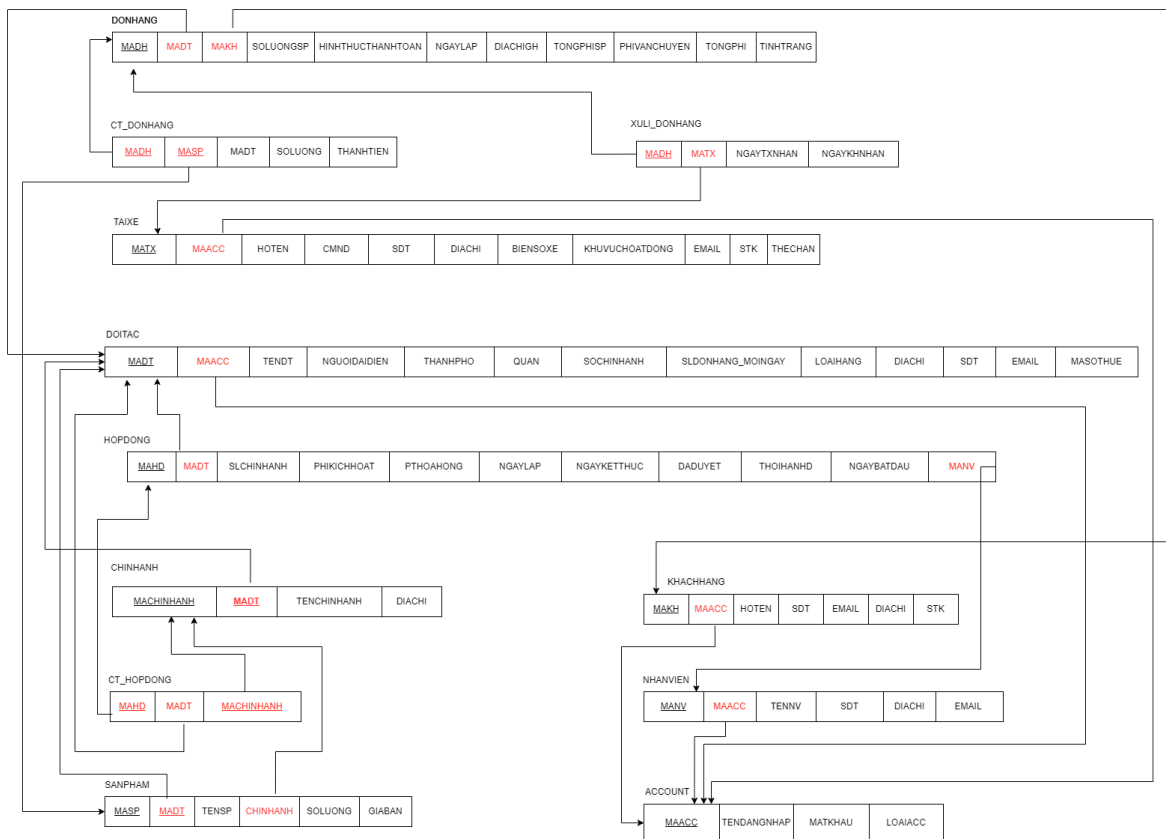 DONHANG
MADH MADT MAKH SOLUONGSP HINHTHUCTHANHTOAN NGAYLAP DIACHIGH TONGPHISP PHIVANCHUYEN TONGPHI TINHTRANG
CT_DONHANG
MADH MASP MADT SOLUONG THANHTIEN
XULI_DONHANG
MADH MATX NGAYTXNHAN NGAYKHNHAN
TAIXE
MATX MAACC HOTEN CMND SDT DIACHI BIENSOXE KHUVUCHOATDONG EMAIL STK THECHAN
DOITAC
MADT MAACC TENDT NGUOIDAIDIEN THANHPHO QUAN SOCHINHANH SLDONHANG_MOINGAY LOAIHANG DIACHI SDT EMAIL MASOTHUE
HOPDONG
MAHD MADT SLCHINHANH PHIKICHHOAT PTHOAHONG NGAYLAP NGAYKETTHUC DADUYET THOIHANHD NGAYBATDAU MANV
CHINHANH
MACHINHANH MADT TENCHINHANH DIACHI
KHACHHANG
MAKH MAACC HOTEN SDT EMAIL DIACHI STK
CT_HOPDONG
MAHD MADT MACHINHANH
NHANVIEN
MANV MAACC TENNV SDT DIACHI EMAIL
SANPHAM
MASP MADT TENSP CHINHANH SOLUONG GIABAN
ACCOUNT
MAACC TENDANGNHAP MATKHAU LOAIACC